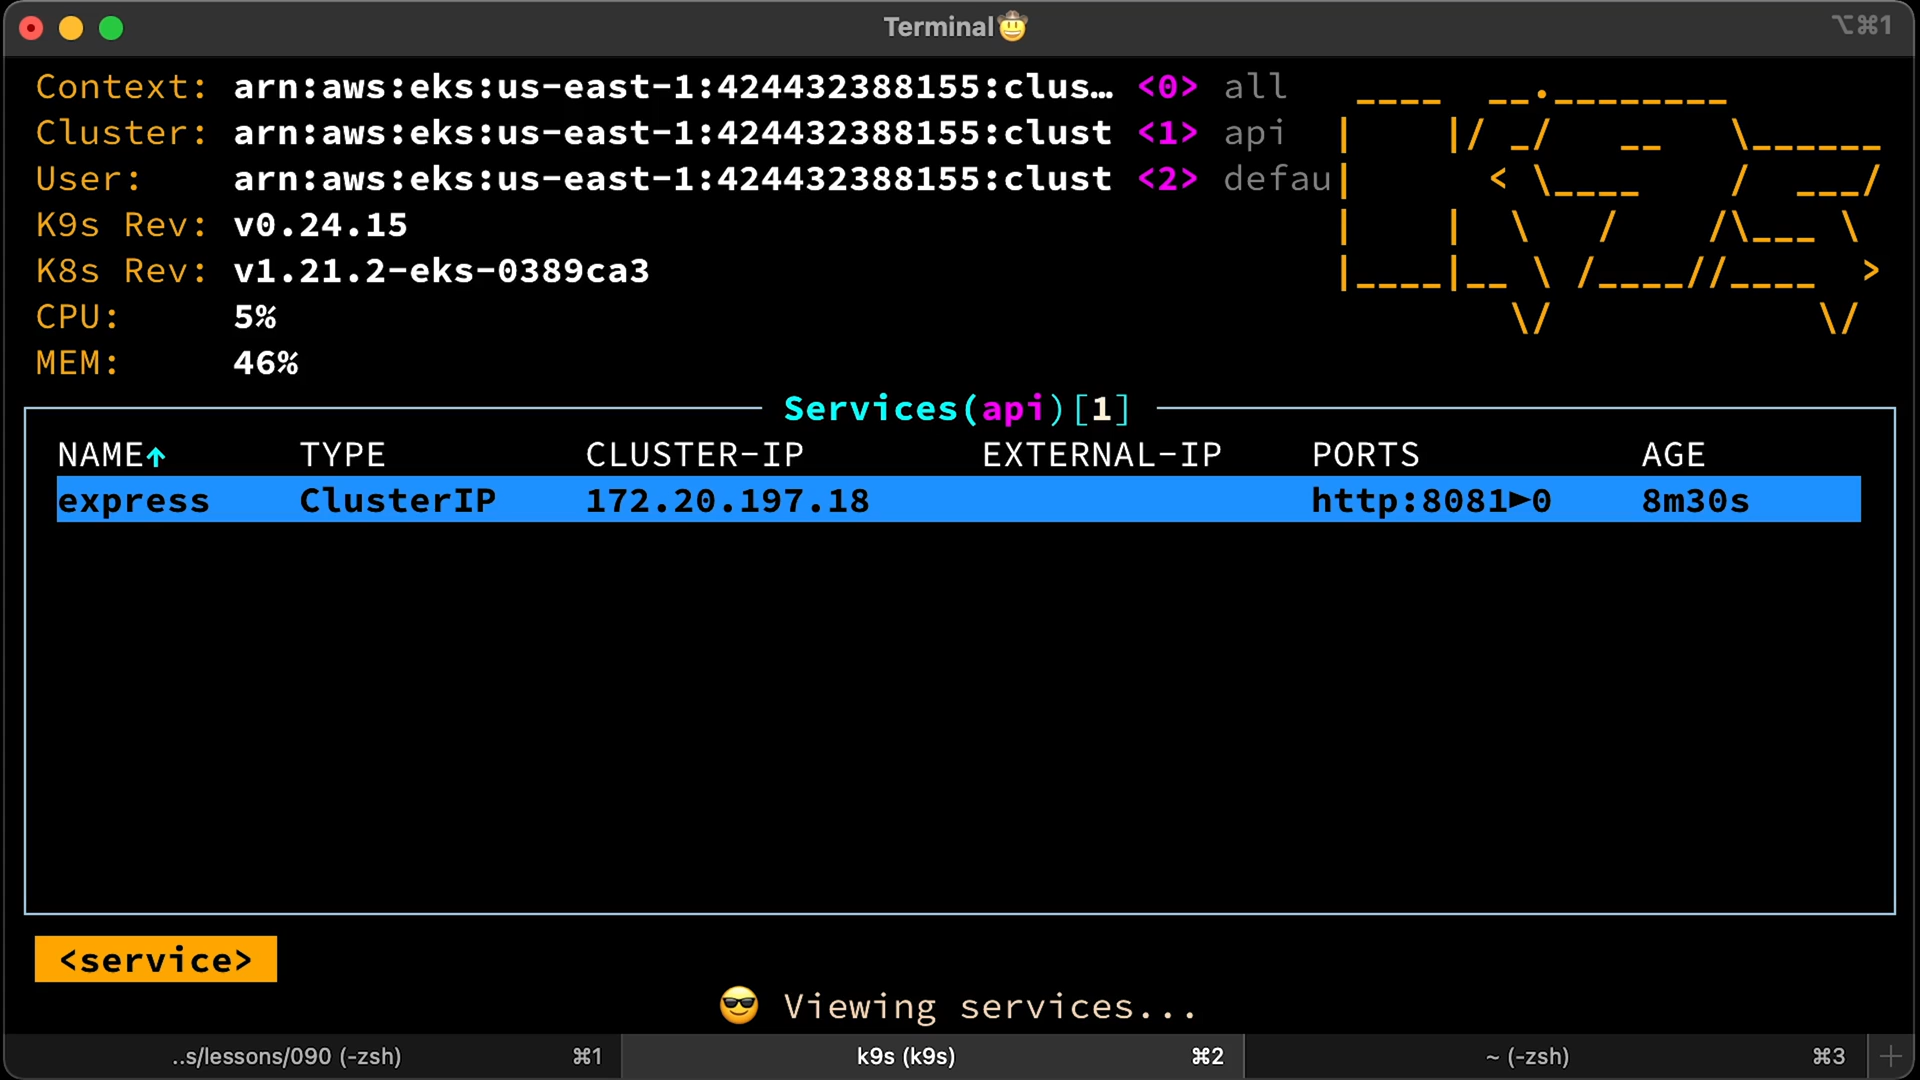 Terminal🤠
⌥⌘1
Context: arn:aws:eks:us-east-1:424432388155:clus… <0> all
Cluster: arn:aws:eks:us-east-1:424432388155:clust <1> api
User: arn:aws:eks:us-east-1:424432388155:clust <2> defau
K9s Rev: v0.24.15
K8s Rev: v1.21.2-eks-0389ca3
CPU: 5%
MEM: 46%
Services(api)[1]
NAME↑ TYPE CLUSTER-IP EXTERNAL-IP PORTS AGE
express ClusterIP 172.20.197.18 http:8081►0 8m30s
<service>
😎 Viewing services...
..s/lessons/090 (-zsh) ⌘1 k9s (k9s) ⌘2 ~ (-zsh) ⌘3